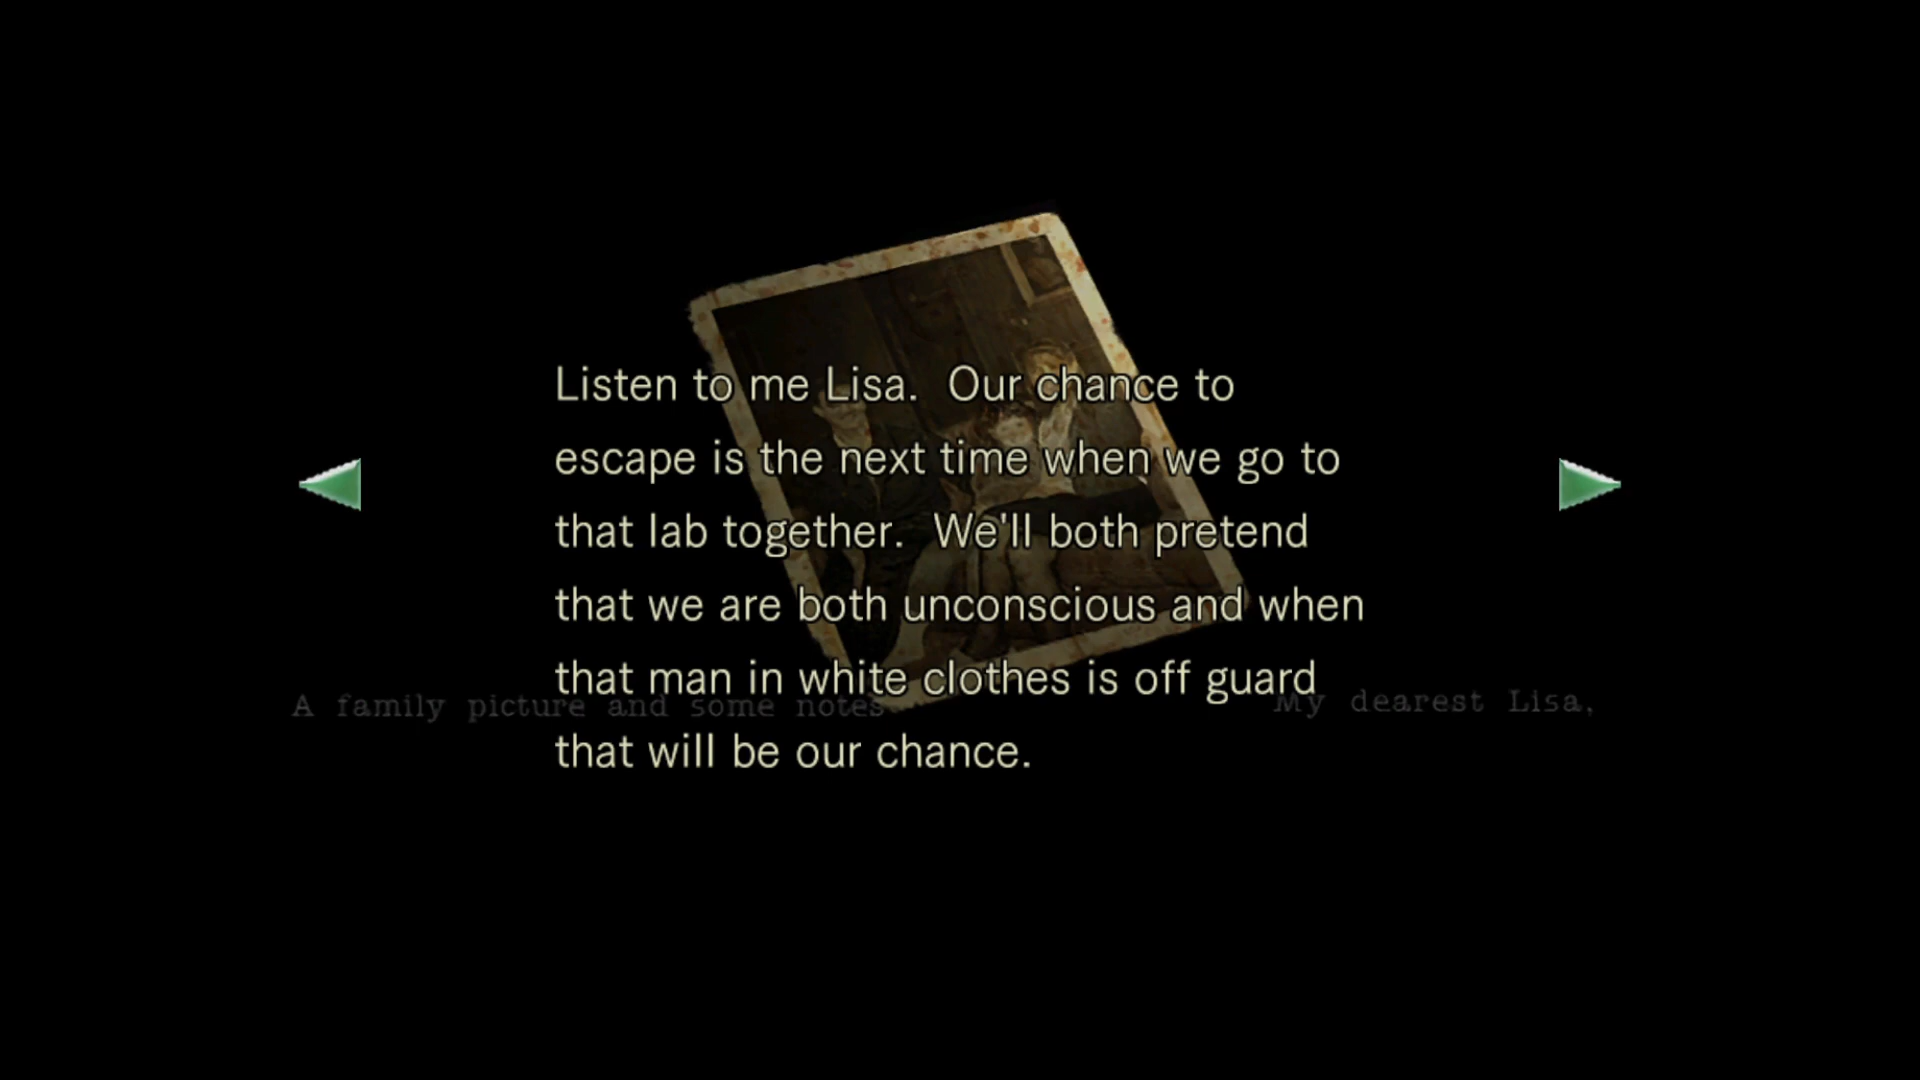 Listen to me Lisa.  Our chance to
escape is the next time when we go to
that lab together.  We'll both pretend
that we are both unconscious and when
that man in white clothes is off guard
A family picture and some notes
My dearest Lisa,
that will be our chance.